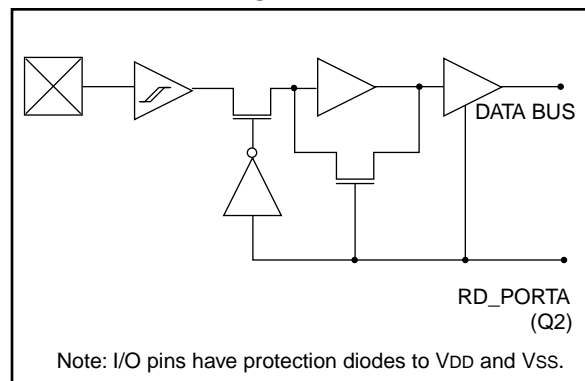 DATA BUS
RD_PORTA
(Q2)
Note: I/O pins have protection diodes to VDD and VSS.